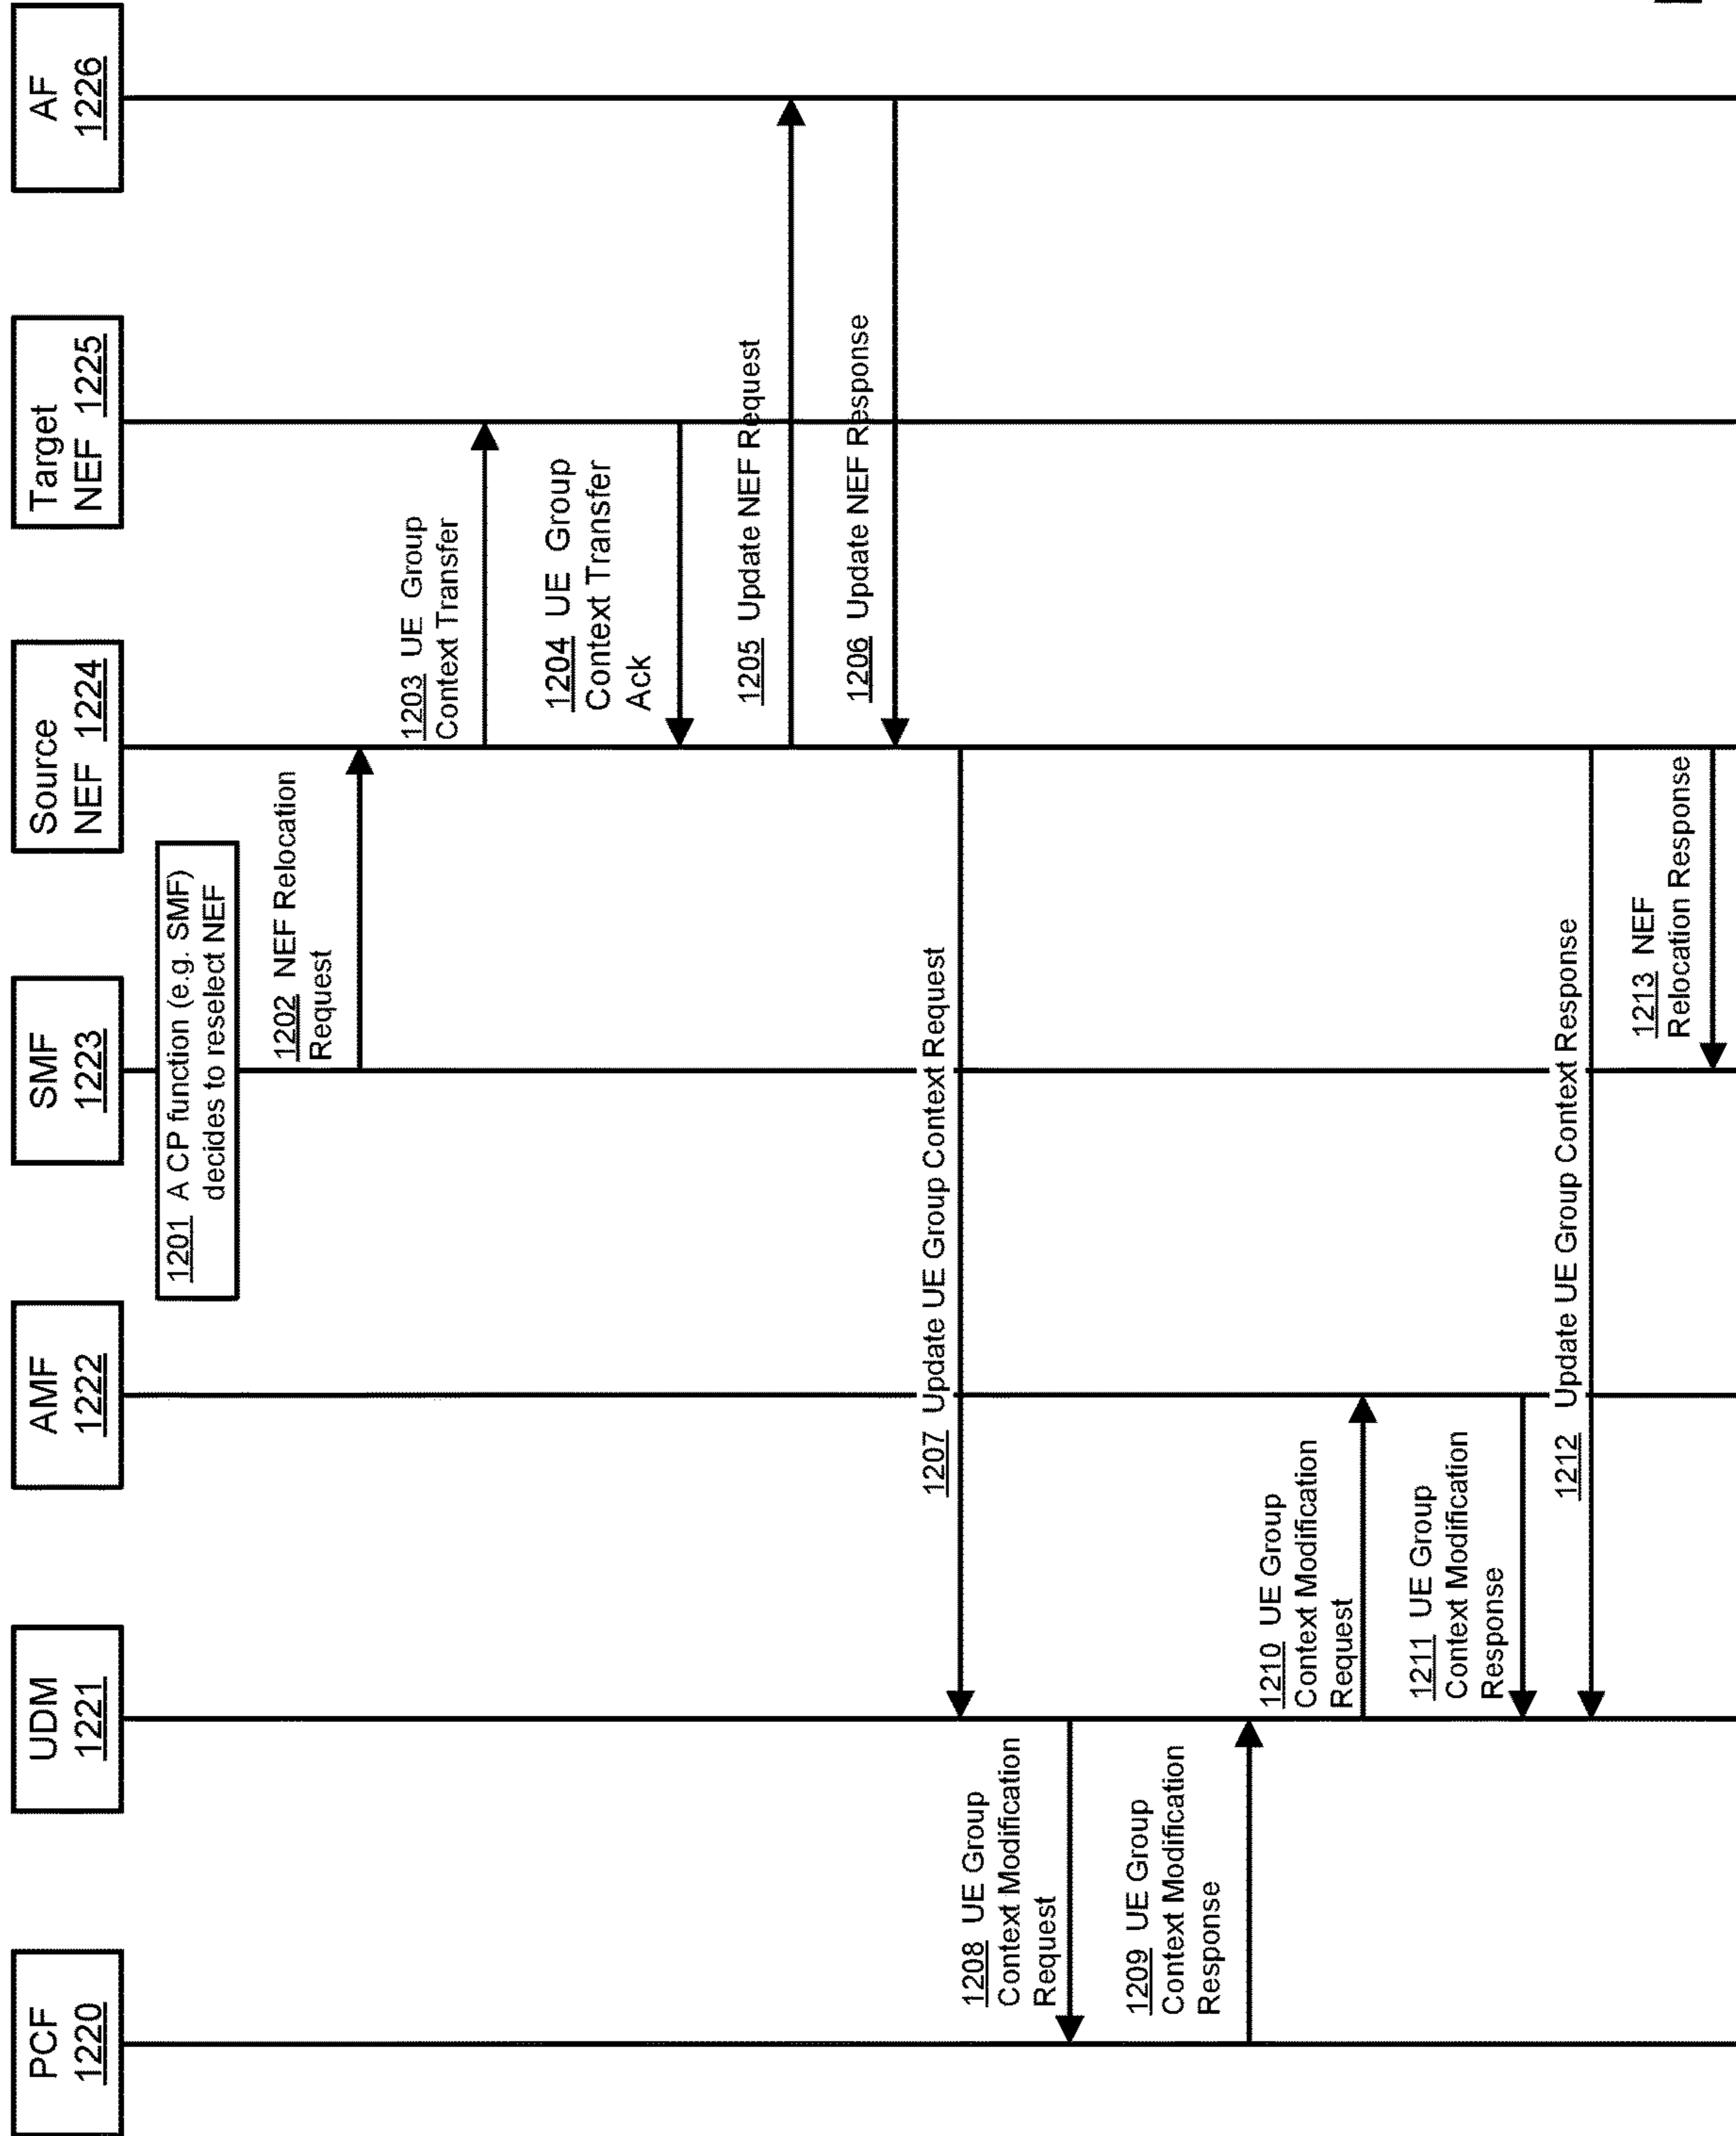 PCF
1220
UDM
1221
AMF
1222
SMF
1223
Source
NEF 1224
Target
NEF 1225
AF
1226
1201 A CP function (e.g. SMF)
decides to reselect NEF
1202 NEF Relocation
Request
1203 UE Group
Context Transfer
1204 UE Group
Context Transfer
Ack
1205 Update NEF Request
1206 Update NEF Response
1207 Update UE Group Context Request
1208 UE Group
Context Modification
Request
1209 UE Group
Context Modification
Response
1210 UE Group
Context Modification
Request
1211 UE Group
Context Modification
Response
1212 Update UE Group Context Response
1213 NEF
Relocation Response